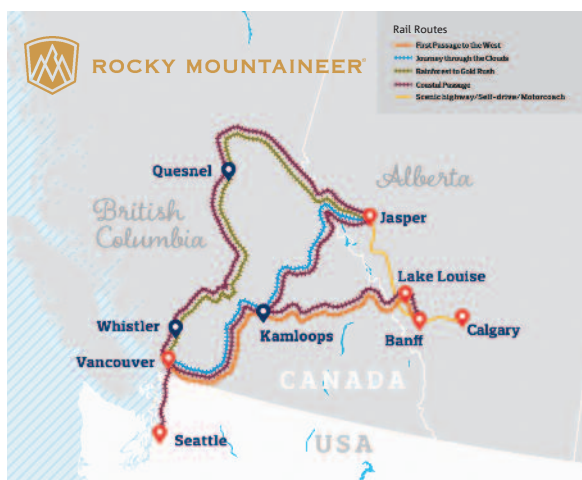 ROCKY MOUNTAINEER®
Rail Routes
First Passage to the West
Journey through the Clouds
Rainforest to Gold Rush
Coastal Passage
Scenic highway/Self-drive/Motorcoach
Quesnel
Alberta
British
Columbia
Jasper
Lake Louise
Whistler
Kamloops
Banff
Calgary
Vancouver
CANADA
Seattle
USA